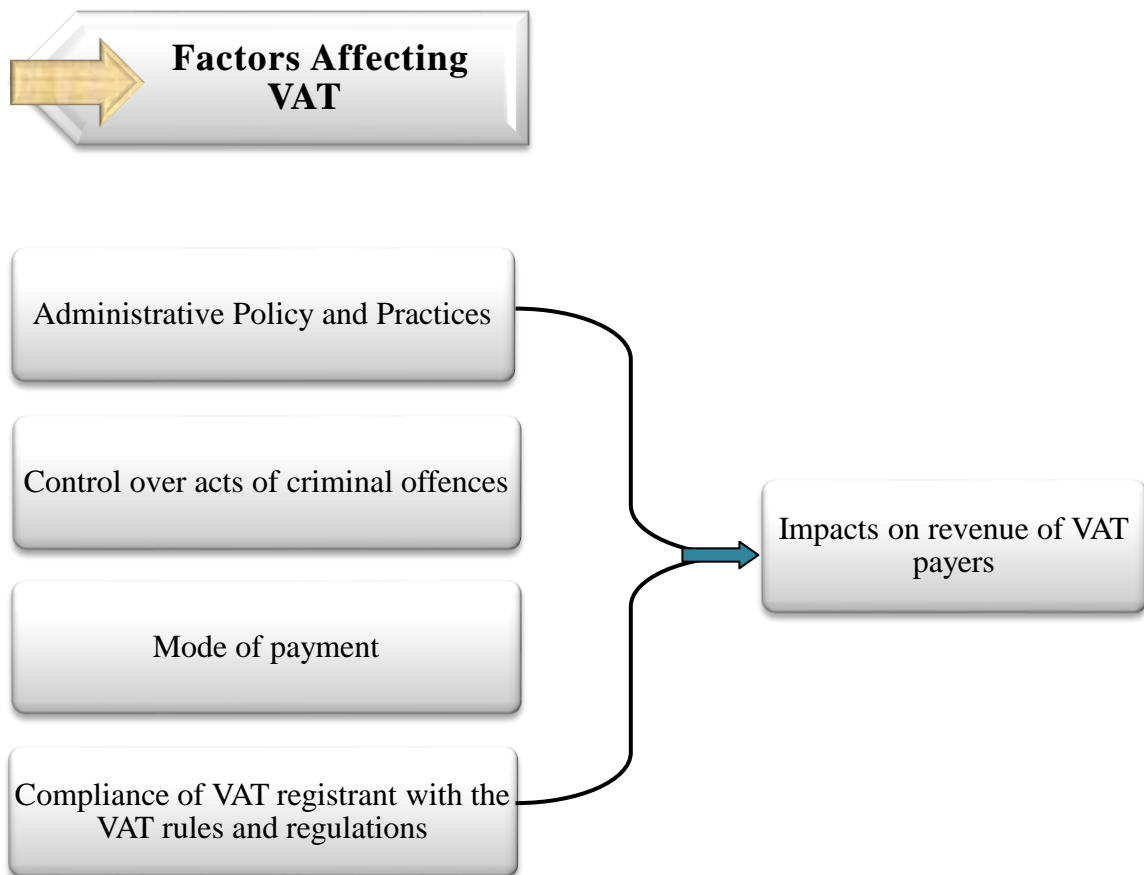 Factors Affecting
VAT
Administrative Policy and Practices
Control over acts of criminal offences
Mode of payment
Compliance of VAT registrant with the
VAT rules and regulations
Impacts on revenue of VAT
payers